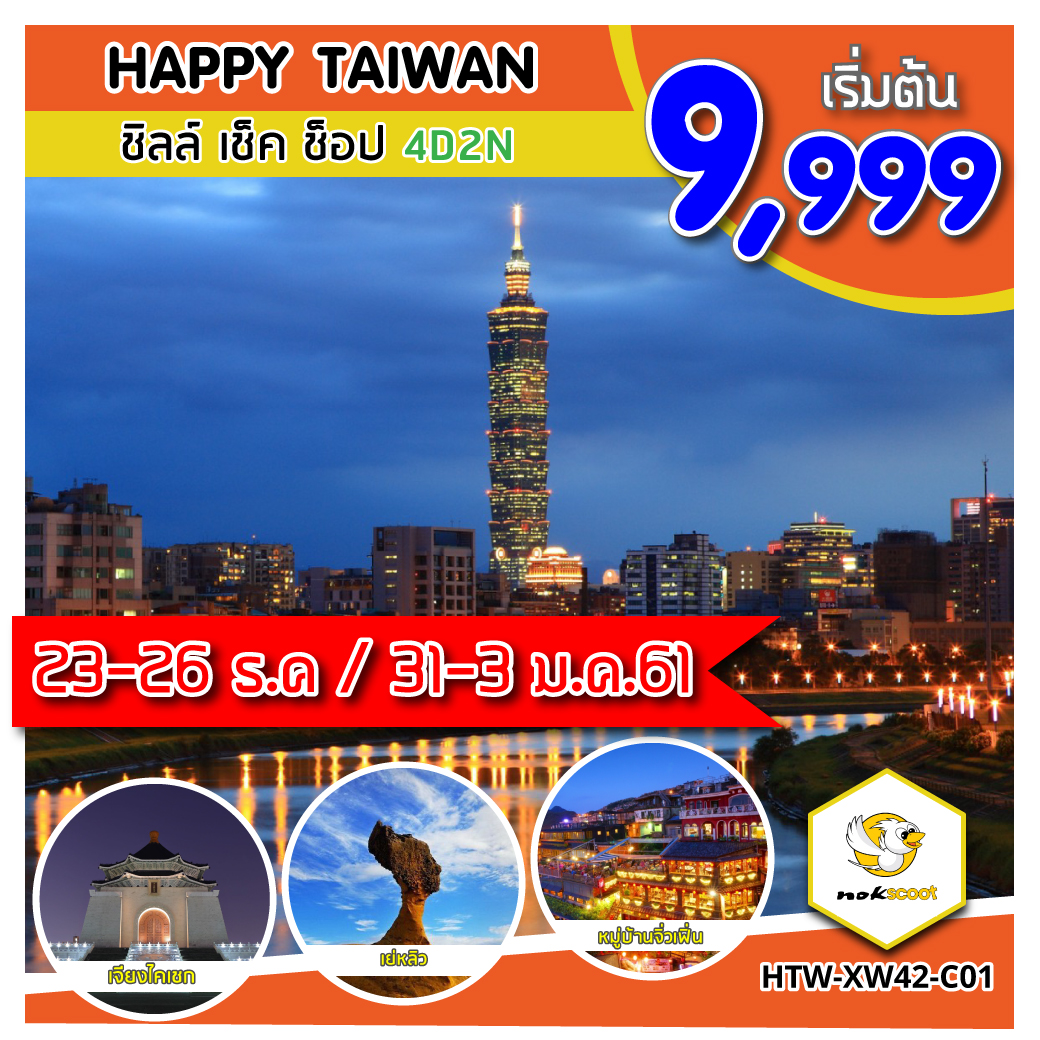 HAPPY TAIWAN
ชิลล์ เช็ค ช็อป 4D2N
เริ่มต้น
9,999
23-26 ธ.ค / 31-3 ม.ค.61
เจียงไคเชก
เย่หลิว
หมู่บ้านจิ่วเฟิ่น
nokscoot
HTW-XW42-C01